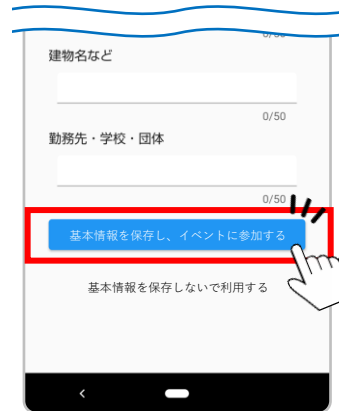 建物名など
0/50
勤務先・学校・団体
0/50
基本情報を保存し、イベントに参加する
基本情報を保存しないで利用する